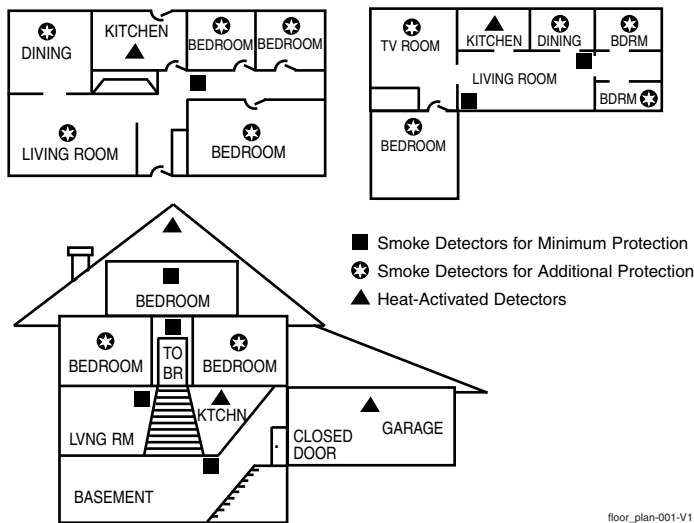 KITCHEN
DINING
BEDROOM BEDROOM
LIVING ROOM
BEDROOM
TV ROOM
KITCHEN
DINING
BDRM
LIVING ROOM
BDRM
BEDROOM
Smoke Detectors for Minimum Protection
Smoke Detectors for Additional Protection
Heat-Activated Detectors
BEDROOM
BEDROOM
TO
BR
BEDROOM
LVNG RM
KTCHN
CLOSED
DOOR
GARAGE
BASEMENT
floor_plan-001-V1